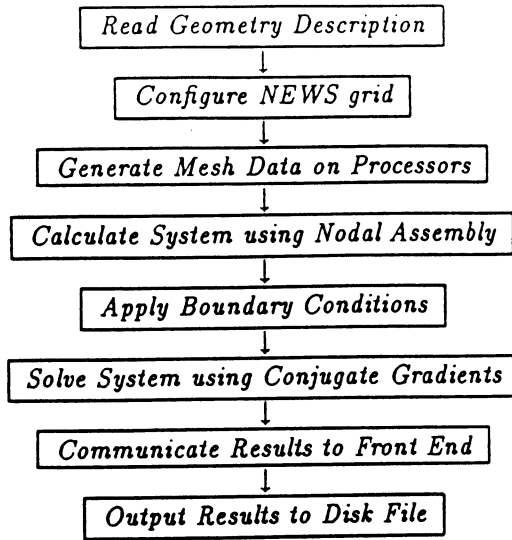 Read Geometry Description
Configure NEWS grid
Generate Mesh Data on Processors
Calculate System using Nodal Assembly
Apply Boundary Conditions
Solve System using Conjugate Gradients
Communicate Results to Front End
Output Results to Disk File